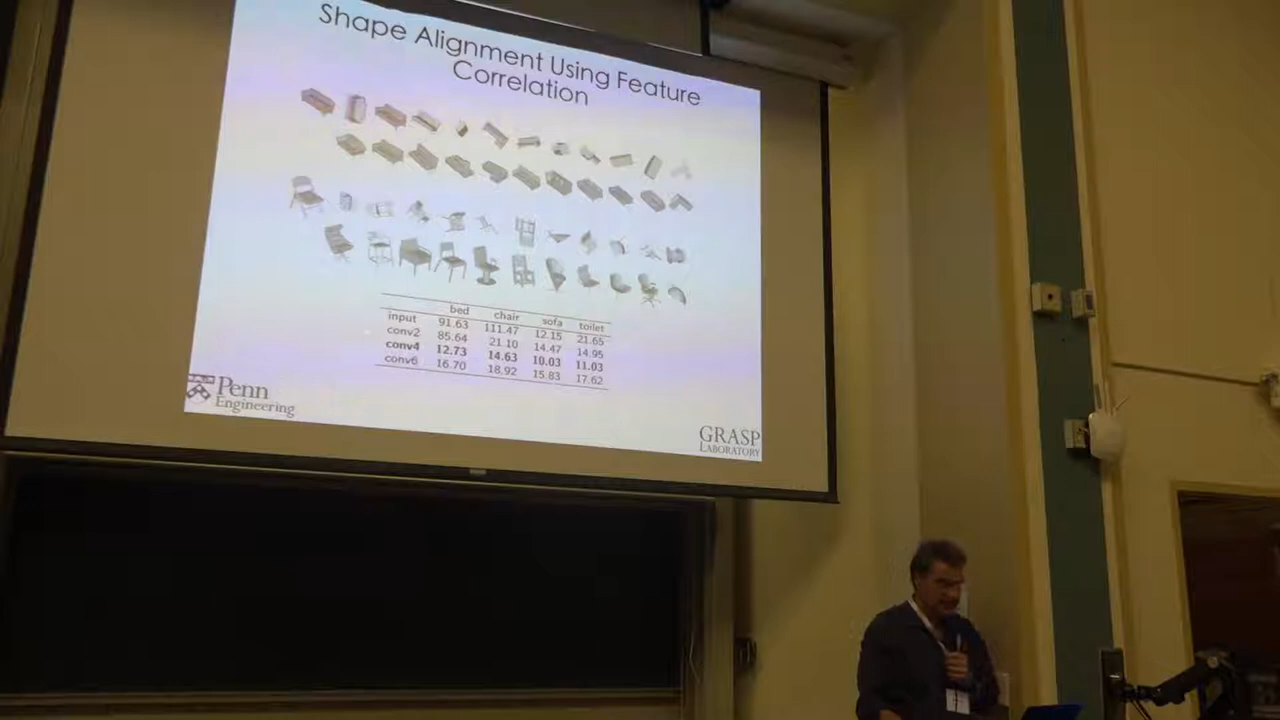 Shape Alignment Using Feature
Correlation
bed chair sofa toilet
input 91.63 111.47 12.15 21.65
conv2 85.64 21.10 14.47 14.95
conv4 12.73 14.63 10.03 11.03
conv6 16.70 18.92 15.83 17.62
Penn
Engineering
GRASP
LABORATORY